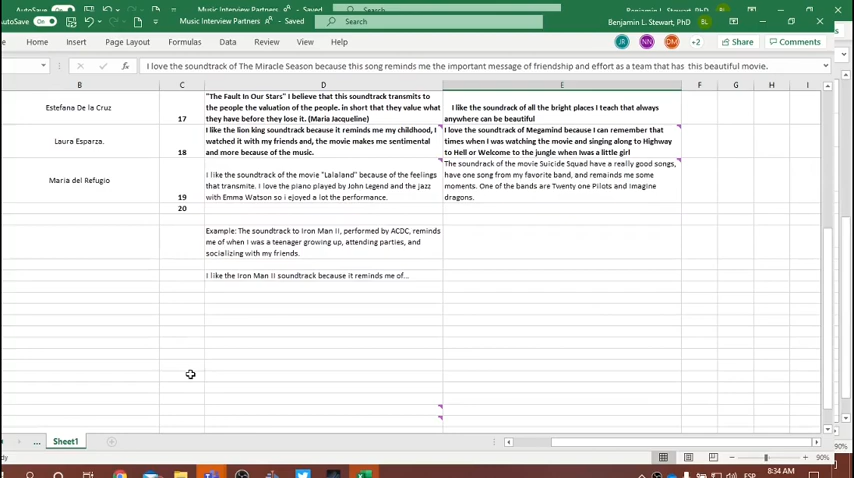 AutoSave On Music Interview Partners - Saved Search Benjamin L. Stewart, PhD BL
Home Insert Page Layout Formulas Data Review View Help JR NN DM +2 Share Comments
fx I love the soundtrack of The Miracle Season because this song reminds me the important message of friendship and effort as a team that has this beautiful movie.
B C D E F G H I
Estefana De la Cruz
17
"The Fault In Our Stars" I believe that this soundtrack transmits to
the people the valuation of the people. in short that they value what
they have before they lose it. (Maria Jacqueline)
I like the soundrack of all the bright places I teach that always
anywhere can be beautiful
Laura Esparza.
18
I like the lion king soundtrack because it reminds me my childhood, I
watched it with my friends and, the movie makes me sentimental
and more because of the music.
I love the soundtrack of Megamind because I can remember that
times when I was watching the movie and singing along to Highway
to Hell or Welcome to the jungle when Iwas a little girl
Maria del Refugio
19
I like the soundtrack of the movie "Lalaland" because of the feelings
that transmite. I love the piano played by John Legend and the jazz
with Emma Watson so i ejoyed a lot the performance.
The soundtrack of the movie Suicide Squad have a really good songs,
have one song from my favorite band, and remainds me some
moments. One of the bands are Twenty one Pilots and Imagine
dragons.
20
Example: The soundtrack to Iron Man II, performed by ACDC, reminds
me of when I was a teenager growing up, attending parties, and
socializing with my friends.
I like the Iron Man II soundtrack because it reminds me of...
... Sheet1
90%
ESP 8:34 AM